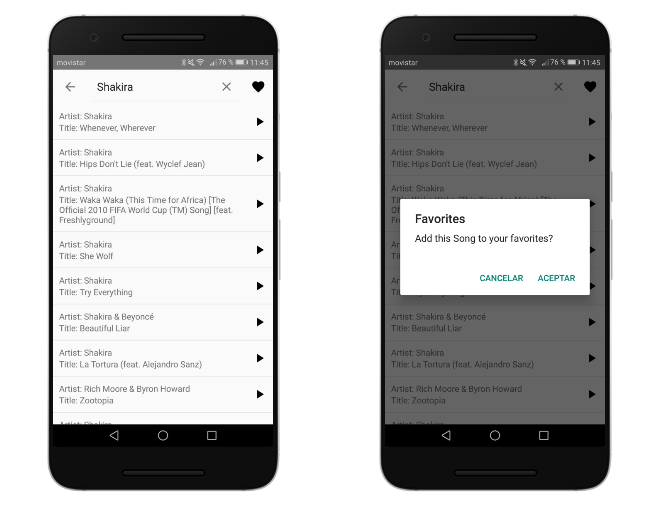 movistar 76 % 11:45
Shakira
Artist: Shakira
Title: Whenever, Wherever
Artist: Shakira
Title: Hips Don't Lie (feat. Wyclef Jean)
Artist: Shakira
Title: Waka Waka (This Time for Africa) [The
Official 2010 FIFA World Cup (TM) Song] [feat.
Freshlyground]
Artist: Shakira
Title: She Wolf
Artist: Shakira
Title: Try Everything
Artist: Shakira & Beyoncé
Title: Beautiful Liar
Artist: Shakira
Title: La Tortura (feat. Alejandro Sanz)
Artist: Rich Moore & Byron Howard
Title: Zootopia
Artist: Shakira
movistar 76 % 11:45
Shakira
Artist: Shakira
Title: Whenever, Wherever
Artist: Shakira
Title: Hips Don't Lie (feat. Wyclef Jean)
Artist: Shakira
Favorites
Add this Song to your favorites?
CANCELAR ACEPTAR
Artist: Shakira & Beyoncé
Title: Beautiful Liar
Artist: Shakira
Title: La Tortura (feat. Alejandro Sanz)
Artist: Rich Moore & Byron Howard
Title: Zootopia
Artist: Shakira